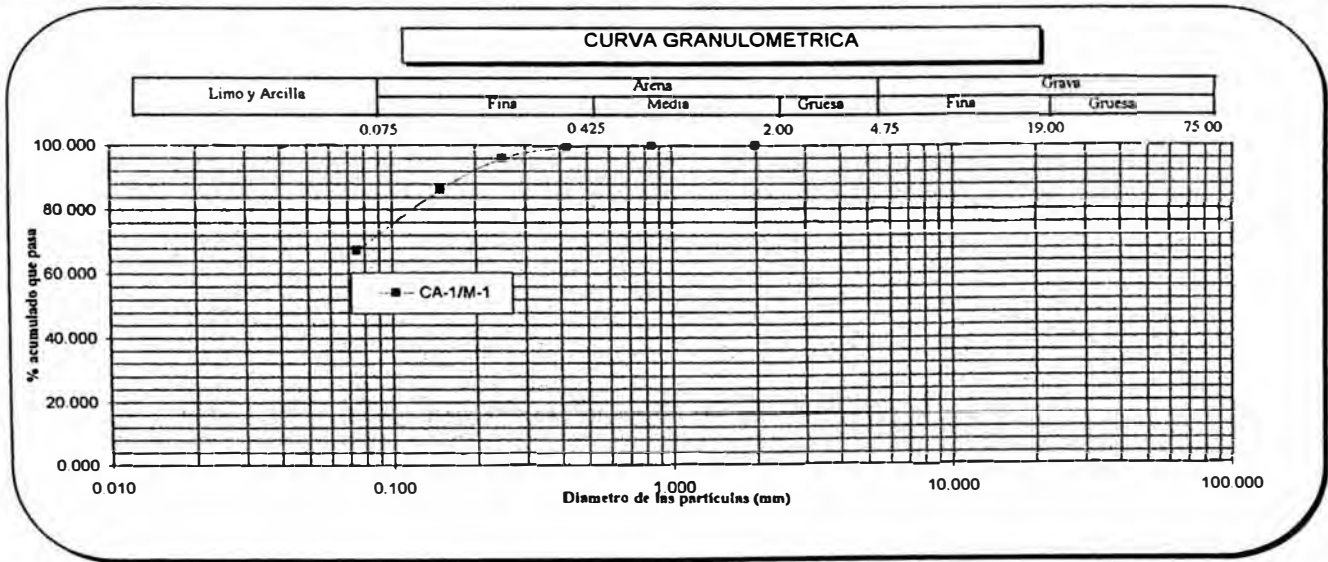 CURVA GRANULOMETRICA
Limo y Arcilla
Arena
Grava
Fina
Media
Gruesa
Fina
Gruesa
0.075
0 425
2.00
4.75
19.00
75 00
100.000
80 000
60 000
40.000
20.000
0.000
% acumulado que pasa
CA-1/M-1
0.010
0.100
1.000
10.000
100.000
Diametro de las partículas (mm)